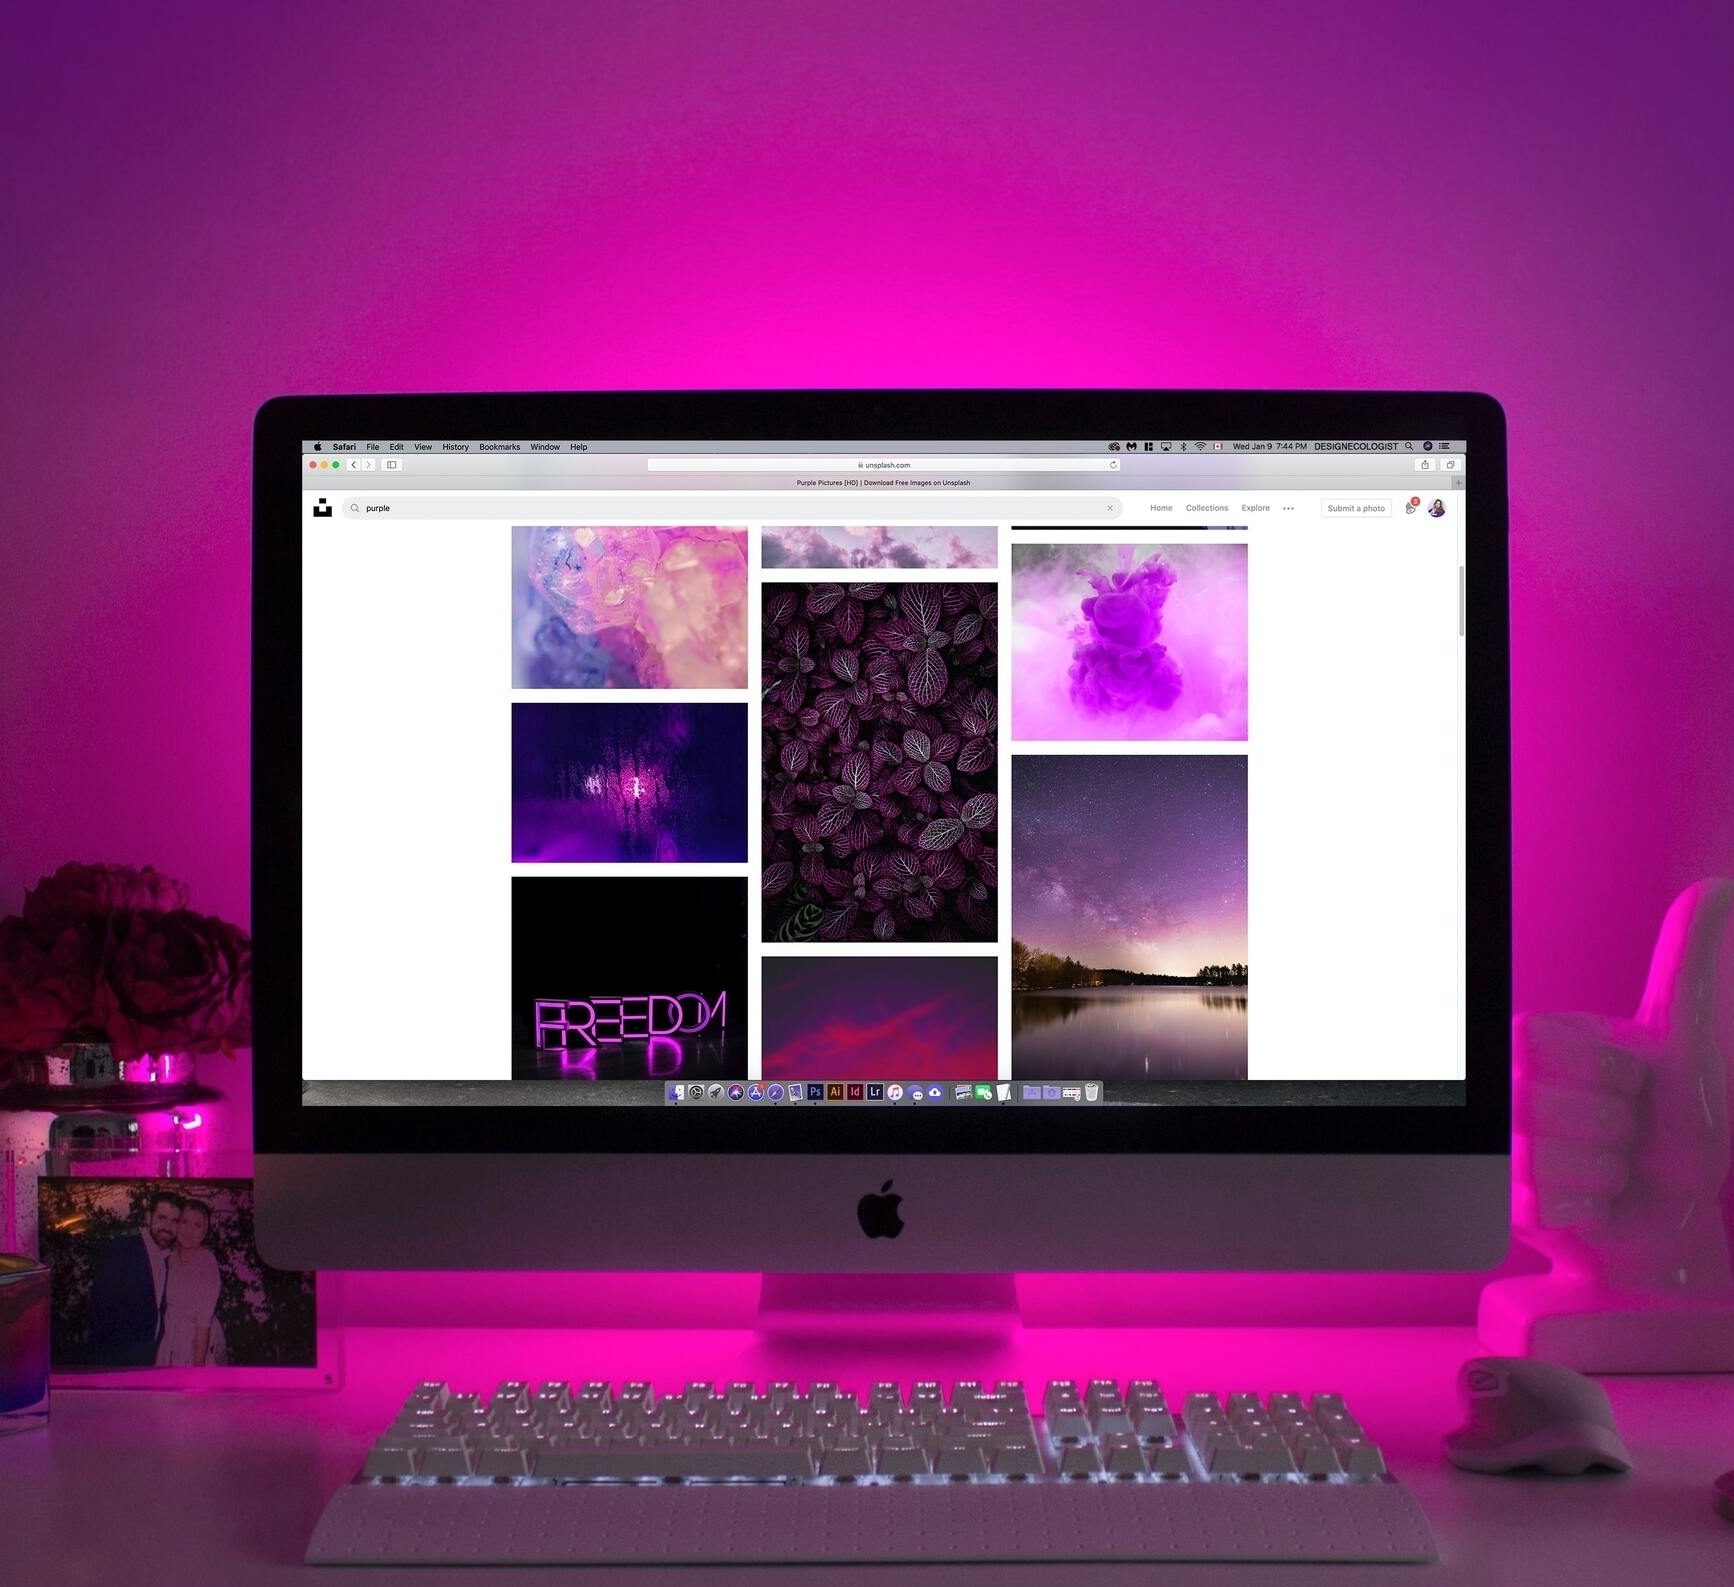 Safari File Edit View History Bookmarks Window Help Wed Jan 9 7:44 PM DESIGNECOLOGIST
unsplash.com
Purple Pictures [HD] | Download Free Images on Unsplash
purple Home Collections Explore ••• Submit a photo 3
FREEDOM
Ps Ai Id Lr